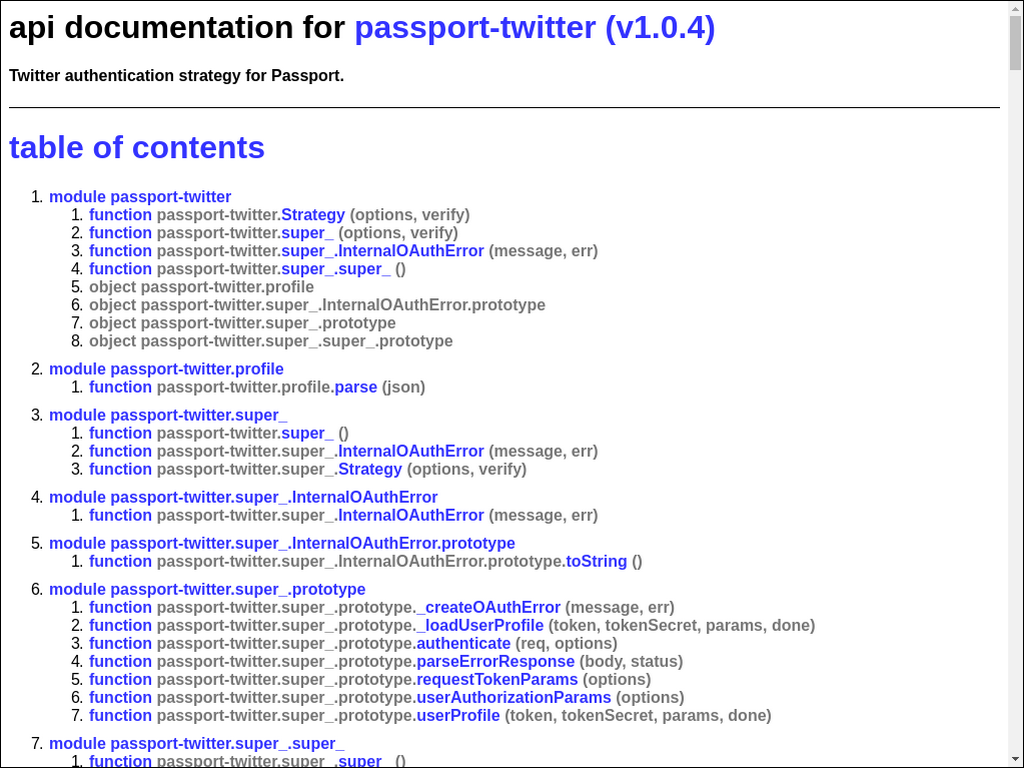 api documentation for passport-twitter (v1.0.4)
Twitter authentication strategy for Passport.
table of contents
1. module passport-twitter
1. function passport-twitter.Strategy (options, verify)
2. function passport-twitter.super_ (options, verify)
3. function passport-twitter.super_.InternalOAuthError (message, err)
4. function passport-twitter.super_.super_ ()
5. object passport-twitter.profile
6. object passport-twitter.super_.InternalOAuthError.prototype
7. object passport-twitter.super_.prototype
8. object passport-twitter.super_.super_.prototype
2. module passport-twitter.profile
1. function passport-twitter.profile.parse (json)
3. module passport-twitter.super_
1. function passport-twitter.super_ ()
2. function passport-twitter.super_.InternalOAuthError (message, err)
3. function passport-twitter.super_.Strategy (options, verify)
4. module passport-twitter.super_.InternalOAuthError
1. function passport-twitter.super_.InternalOAuthError (message, err)
5. module passport-twitter.super_.InternalOAuthError.prototype
1. function passport-twitter.super_.InternalOAuthError.prototype.toString ()
6. module passport-twitter.super_.prototype
1. function passport-twitter.super_.prototype._createOAuthError (message, err)
2. function passport-twitter.super_.prototype._loadUserProfile (token, tokenSecret, params, done)
3. function passport-twitter.super_.prototype.authenticate (req, options)
4. function passport-twitter.super_.prototype.parseErrorResponse (body, status)
5. function passport-twitter.super_.prototype.requestTokenParams (options)
6. function passport-twitter.super_.prototype.userAuthorizationParams (options)
7. function passport-twitter.super_.prototype.userProfile (token, tokenSecret, params, done)
7. module passport-twitter.super_.super_
1. function passport-twitter.super_.super_ ()